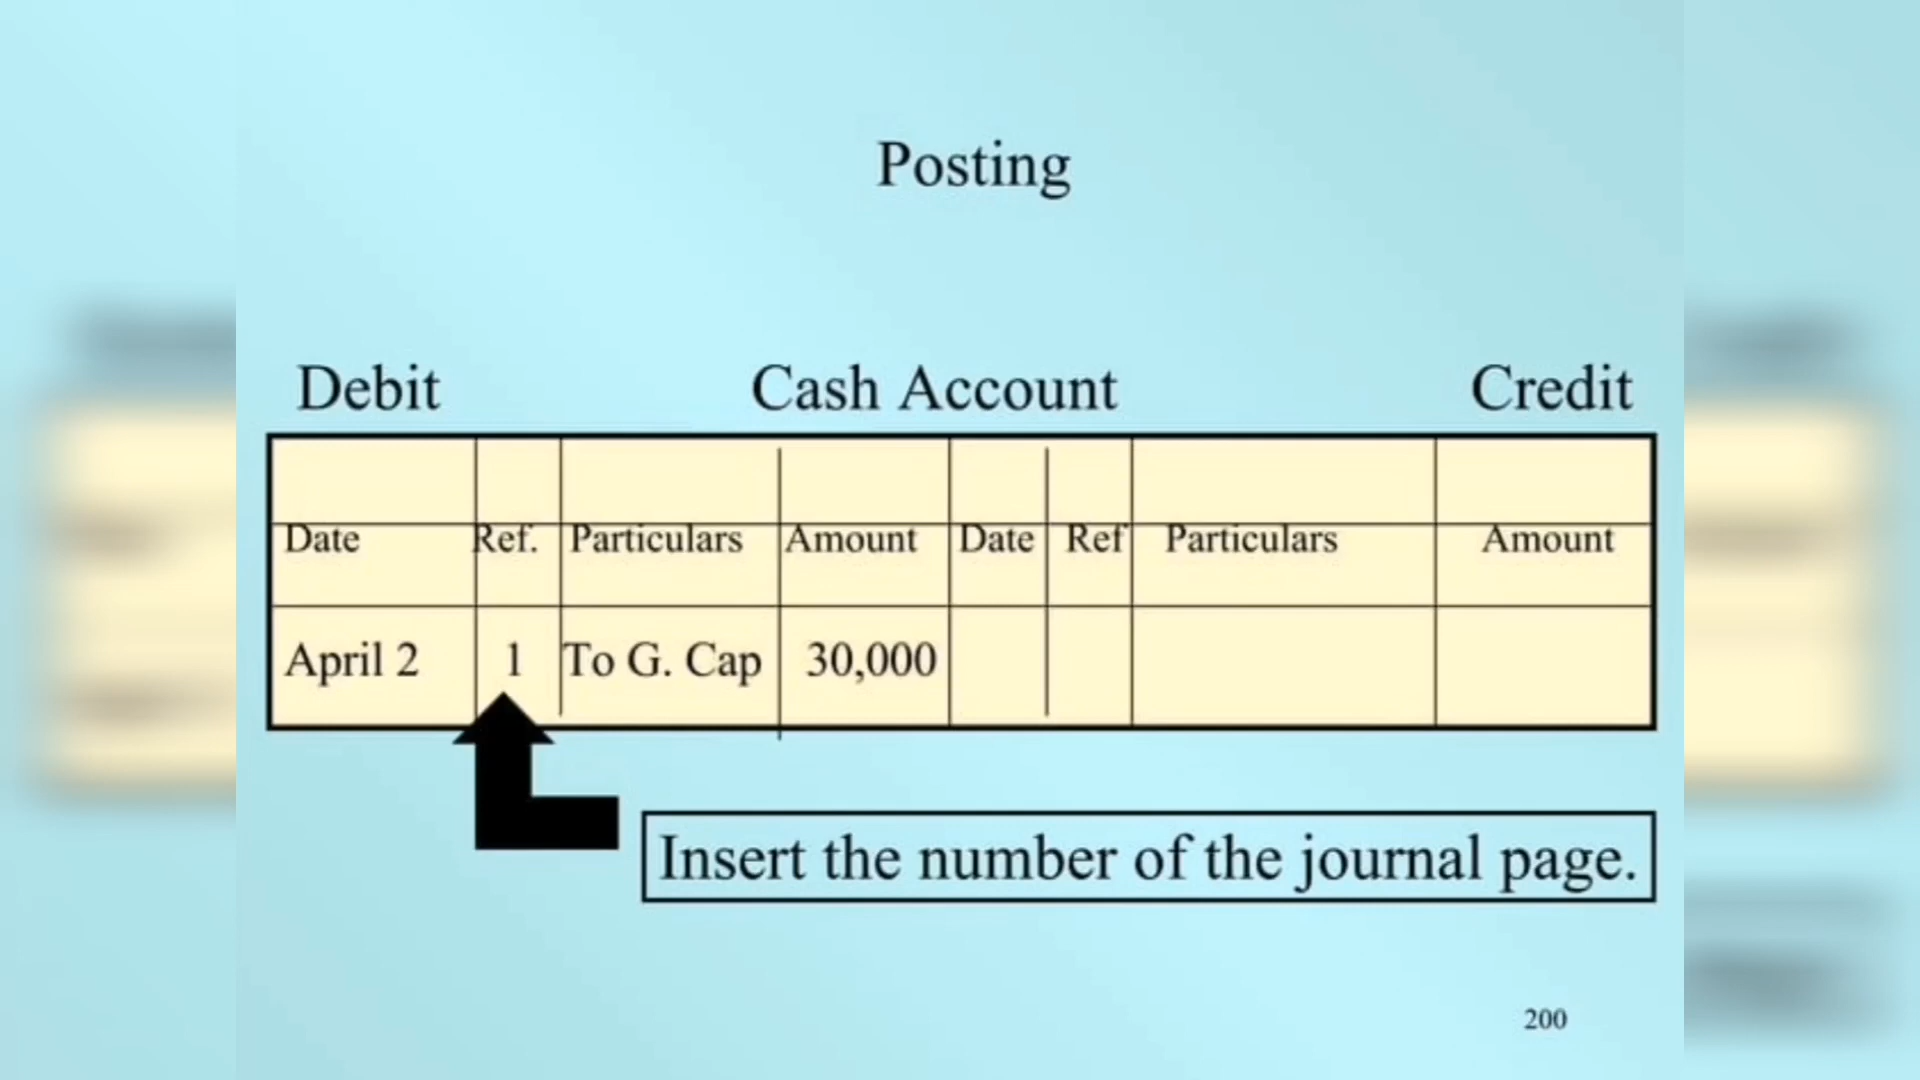 Posting
Debit Cash Account Credit
Date Ref. Particulars Amount Date Ref Particulars Amount
April 2 1 To G. Cap 30,000
Insert the number of the journal page.
200